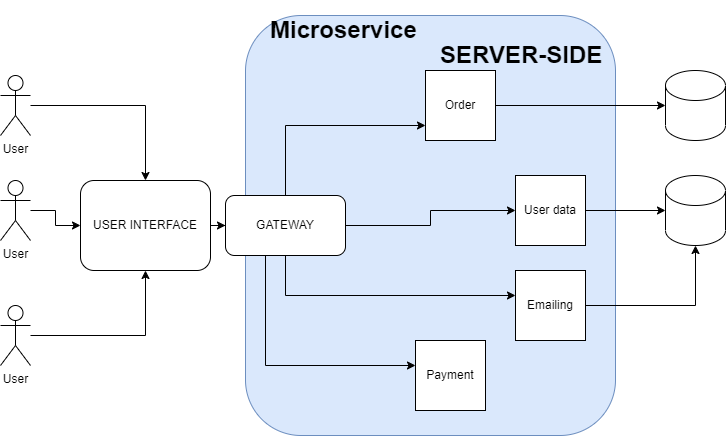 Microservice
SERVER-SIDE
User
User
User
USER INTERFACE
GATEWAY
Order
User data
Emailing
Payment